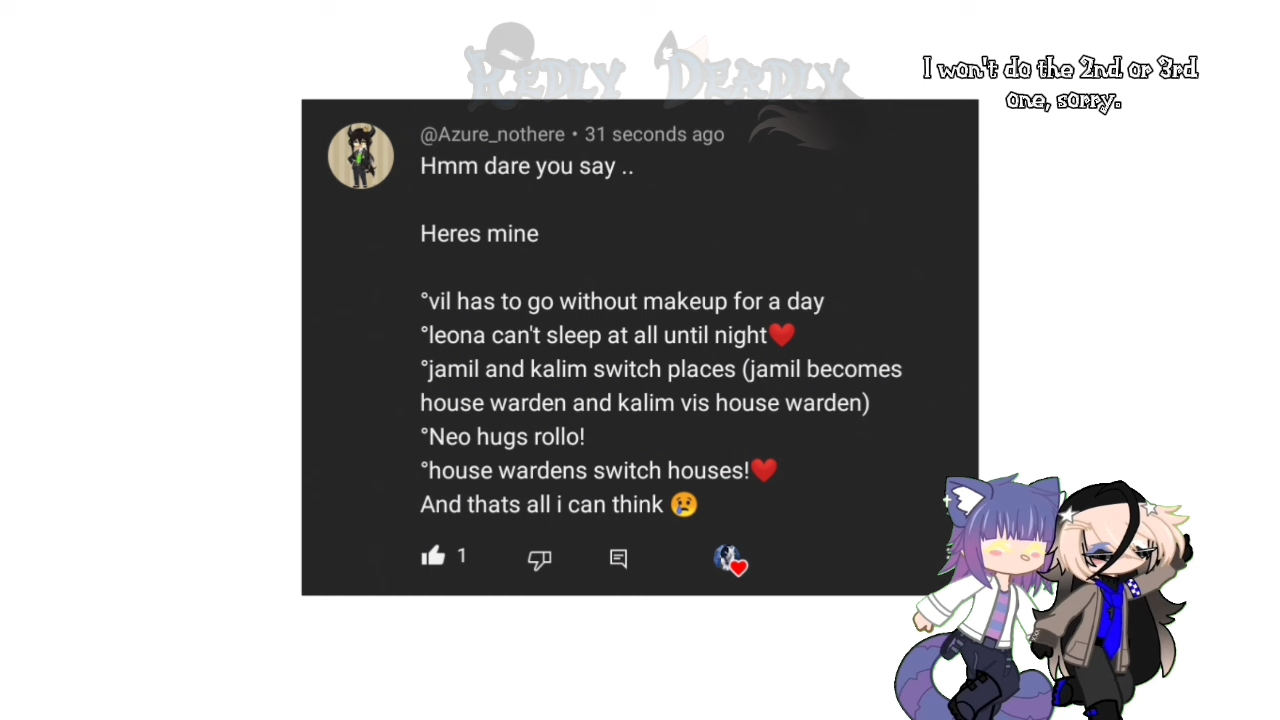 Redly Deadly
I won't do the 2nd or 3rd
one, sorry.
@Azure_nothere • 31 seconds ago
Hmm dare you say ..
Heres mine
°vil has to go without makeup for a day
°leona can't sleep at all until night❤️
°jamil and kalim switch places (jamil becomes
house warden and kalim vis house warden)
°Neo hugs rollo!
°house wardens switch houses!❤️
And thats all i can think 😢
1